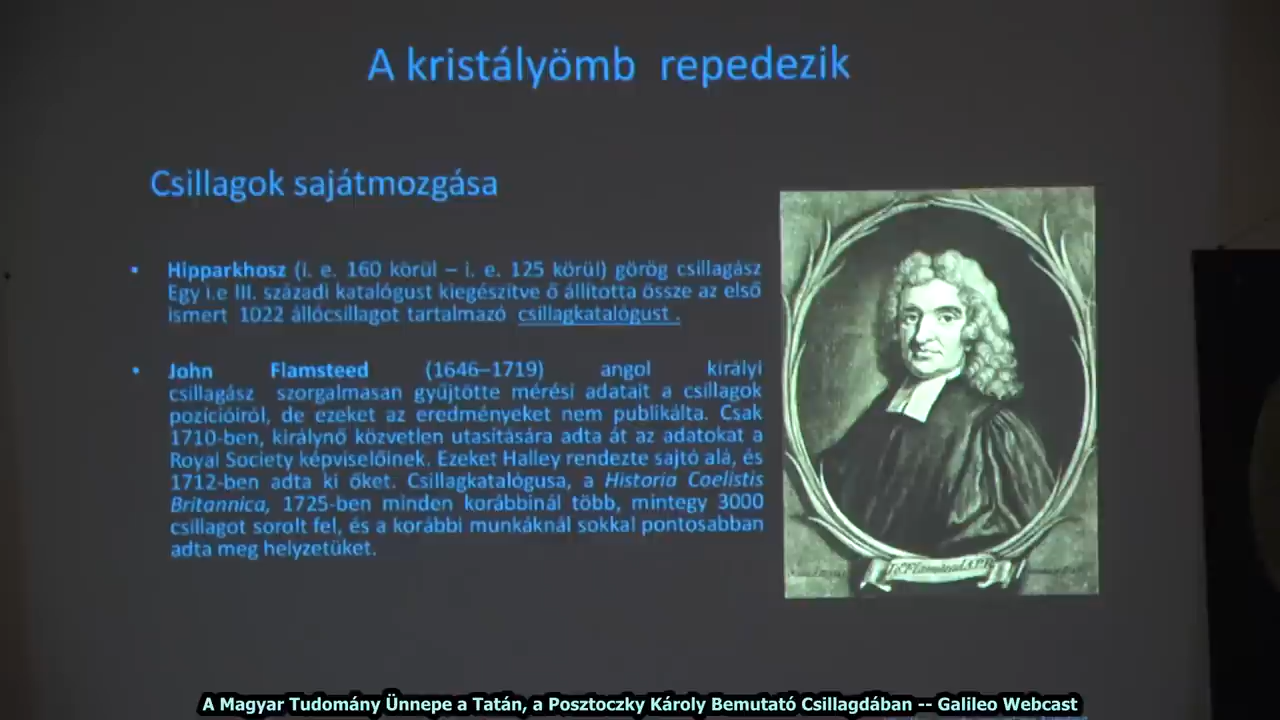 A kristályömb repedezik
Csillagok sajátmozgása
▪ Hipparkhosz (i. e. 160 körül – i. e. 125 körül) görög csillagász
Egy i.e III. századi katalógust kiegészítve ő állította össze az első
ismert 1022 állócsillagot tartalmazó csillagkatalógust .
• John Flamsteed (1646–1719) angol királyi
csillagász szorgalmasan gyűjtötte mérési adatait a csillagok
pozícióiról, de ezeket az eredményeket nem publikálta. Csak
1710-ben, királynő közvetlen utasítására adta át az adatokat a
Royal Society képviselőinek. Ezeket Halley rendezte sajtó alá, és
1712-ben adta ki őket. Csillagkatalógusa, a Historia Coelistis
Britannica, 1725-ben minden korábbinál több, mintegy 3000
csillagot sorolt fel, és a korábbi munkáknál sokkal pontosabban
adta meg helyzetüket.
A Magyar Tudomány Ünnepe a Tatán, a Posztoczky Károly Bemutató Csillagdában -- Galileo Webcast